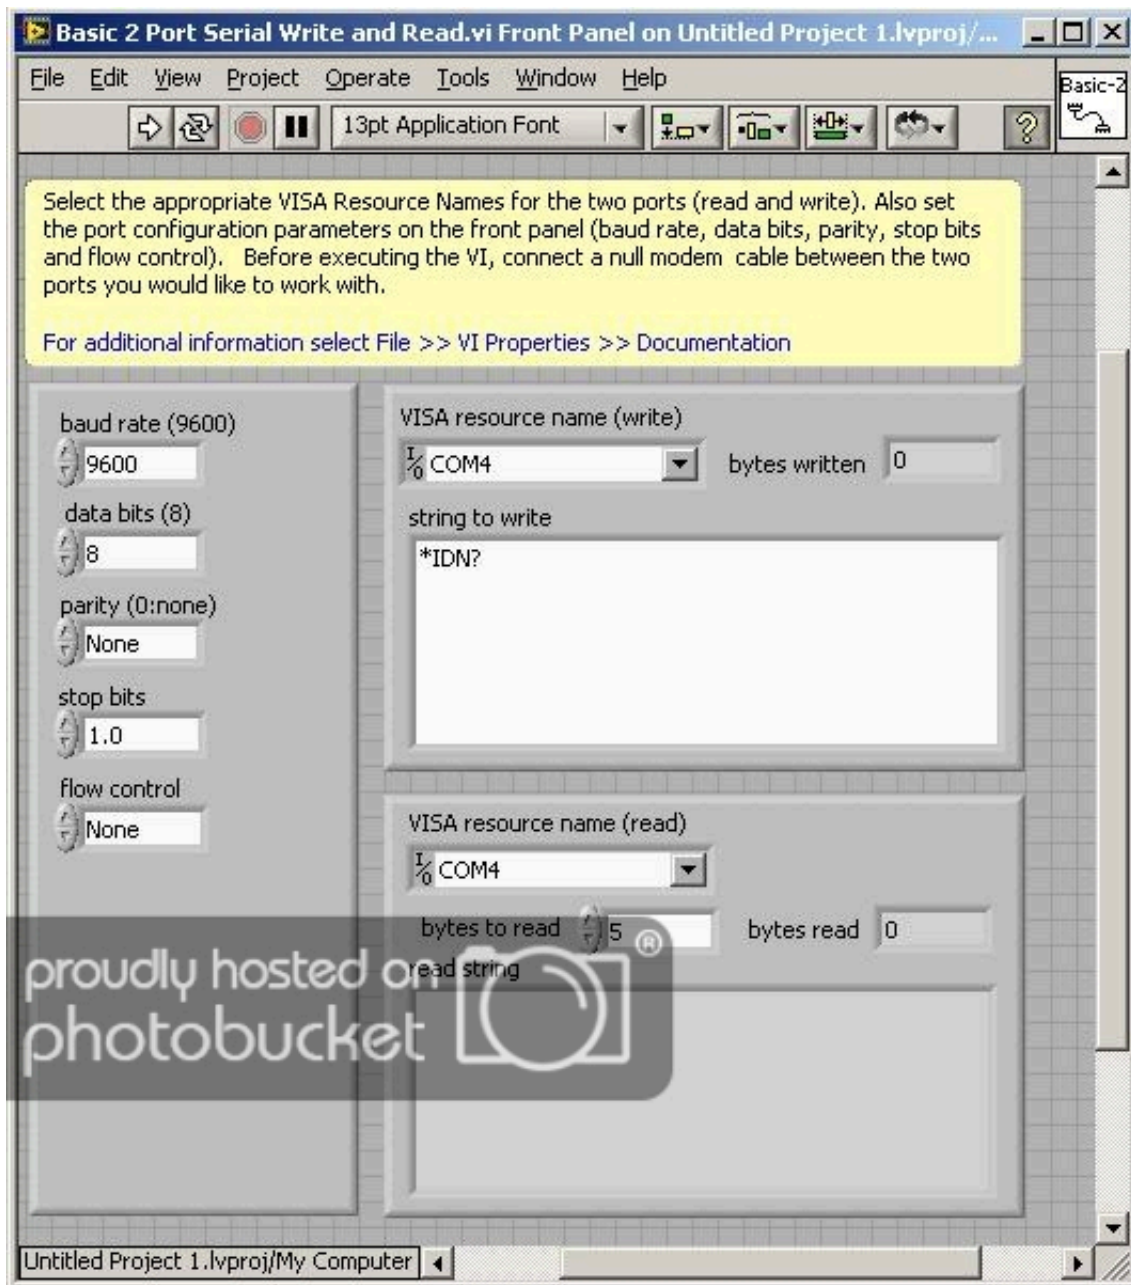 Basic 2 Port Serial Write and Read.vi Front Panel on Untitled Project 1.lvproj/...
File Edit View Project Operate Tools Window Help
Basic-2
13pt Application Font
Select the appropriate VISA Resource Names for the two ports (read and write). Also set
the port configuration parameters on the front panel (baud rate, data bits, parity, stop bits
and flow control). Before executing the VI, connect a null modem cable between the two
ports you would like to work with.
For additional information select File >> VI Properties >> Documentation
baud rate (9600)
9600
data bits (8)
8
parity (0:none)
None
stop bits
1.0
flow control
None
VISA resource name (write)
I/O COM4
bytes written 0
string to write
*IDN?
VISA resource name (read)
I/O COM4
bytes to read 5
bytes read 0
read string
proudly hosted on
photobucket ®
Untitled Project 1.lvproj/My Computer